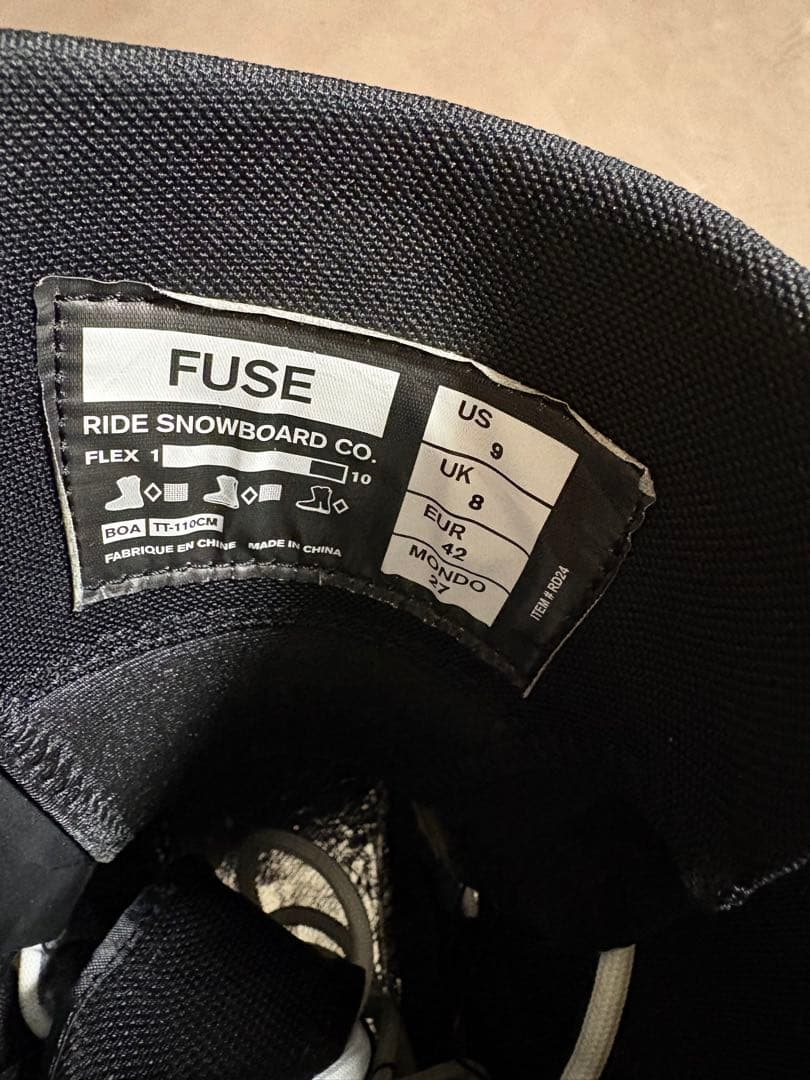 FUSE
RIDE SNOWBOARD CO.
FLEX 1 10
BOA TT-110CM
FABRIQUE EN CHINE MADE IN CHINA
US
9
UK
8
EUR
42
MONDO
27
ITEM # RD24